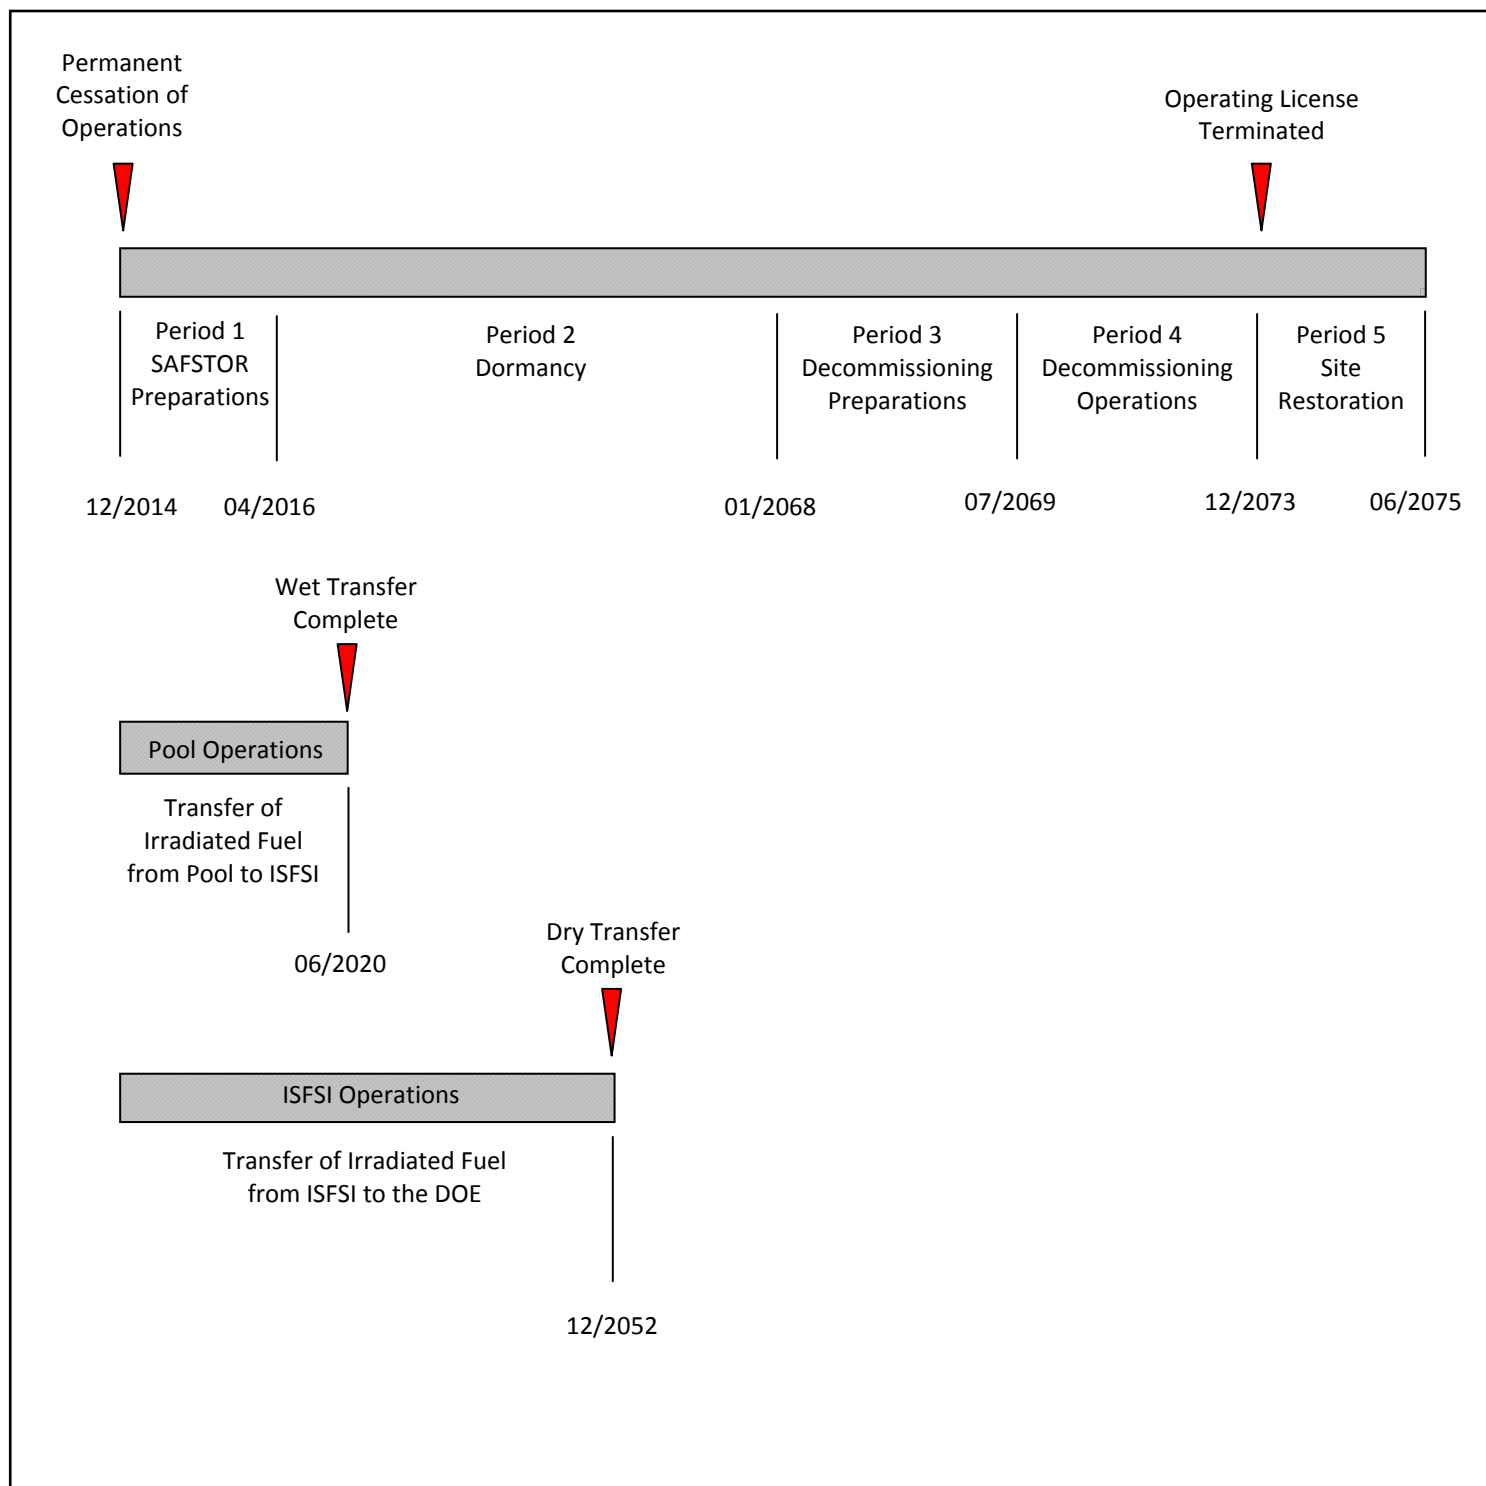 Permanent
Cessation of
Operations
Operating License
Terminated
Period 1
SAFSTOR
Preparations
Period 2
Dormancy
Period 3
Decommissioning
Preparations
Period 4
Decommissioning
Operations
Period 5
Site
Restoration
12/2014
04/2016
01/2068
07/2069
12/2073
06/2075
Wet Transfer
Complete
Pool Operations
Transfer of
Irradiated Fuel
from Pool to ISFSI
06/2020
Dry Transfer
Complete
ISFSI Operations
Transfer of Irradiated Fuel
from ISFSI to the DOE
12/2052